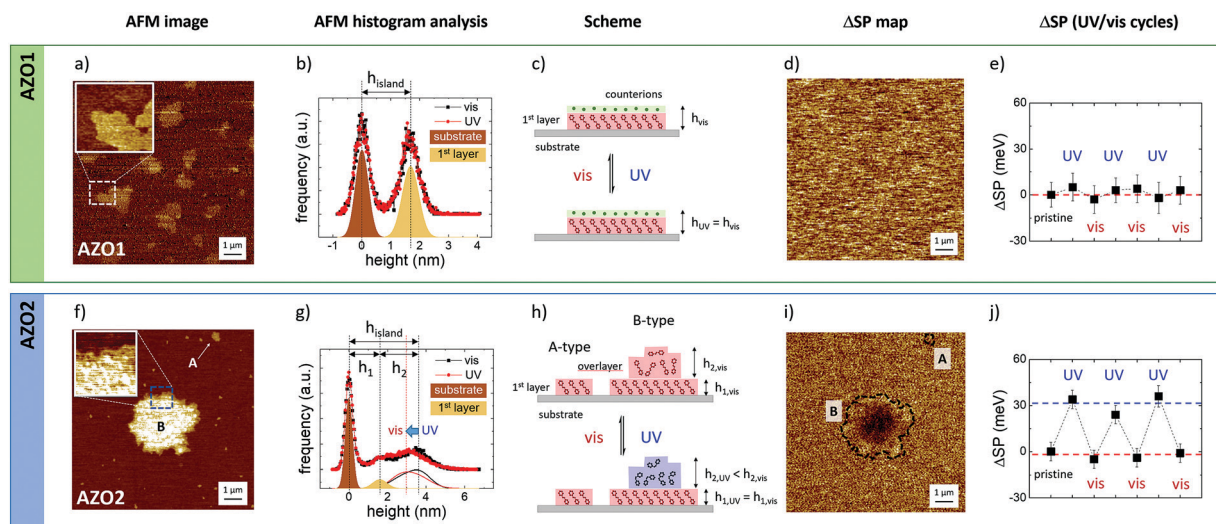 AFM image
AFM histogram analysis
Scheme
ΔSP map
ΔSP (UV/vis cycles)
AZO1
a)
AZO1
1 µm
b)
h_island
vis
UV
substrate
1st layer
frequency (a.u.)
-1 0 1 2 3 4
height (nm)
c)
counterions
1st layer
h_vis
substrate
vis
UV
h_UV = h_vis
d)
1 µm
e)
60
30
0
-30
ΔSP (meV)
UV UV UV
pristine
vis vis vis
AZO2
f)
A
B
AZO2
1 µm
g)
h_island
h_1
h_2
vis
UV
substrate
1st layer
vis
UV
frequency (a.u.)
0 2 4 6
height (nm)
h)
B-type
A-type
overlayer
h_2,vis
1st layer
h_1,vis
substrate
vis
UV
h_2,UV < h_2,vis
h_1,UV = h_1,vis
i)
A
B
1 µm
j)
60
30
0
-30
ΔSP (meV)
UV UV UV
pristine
vis vis vis